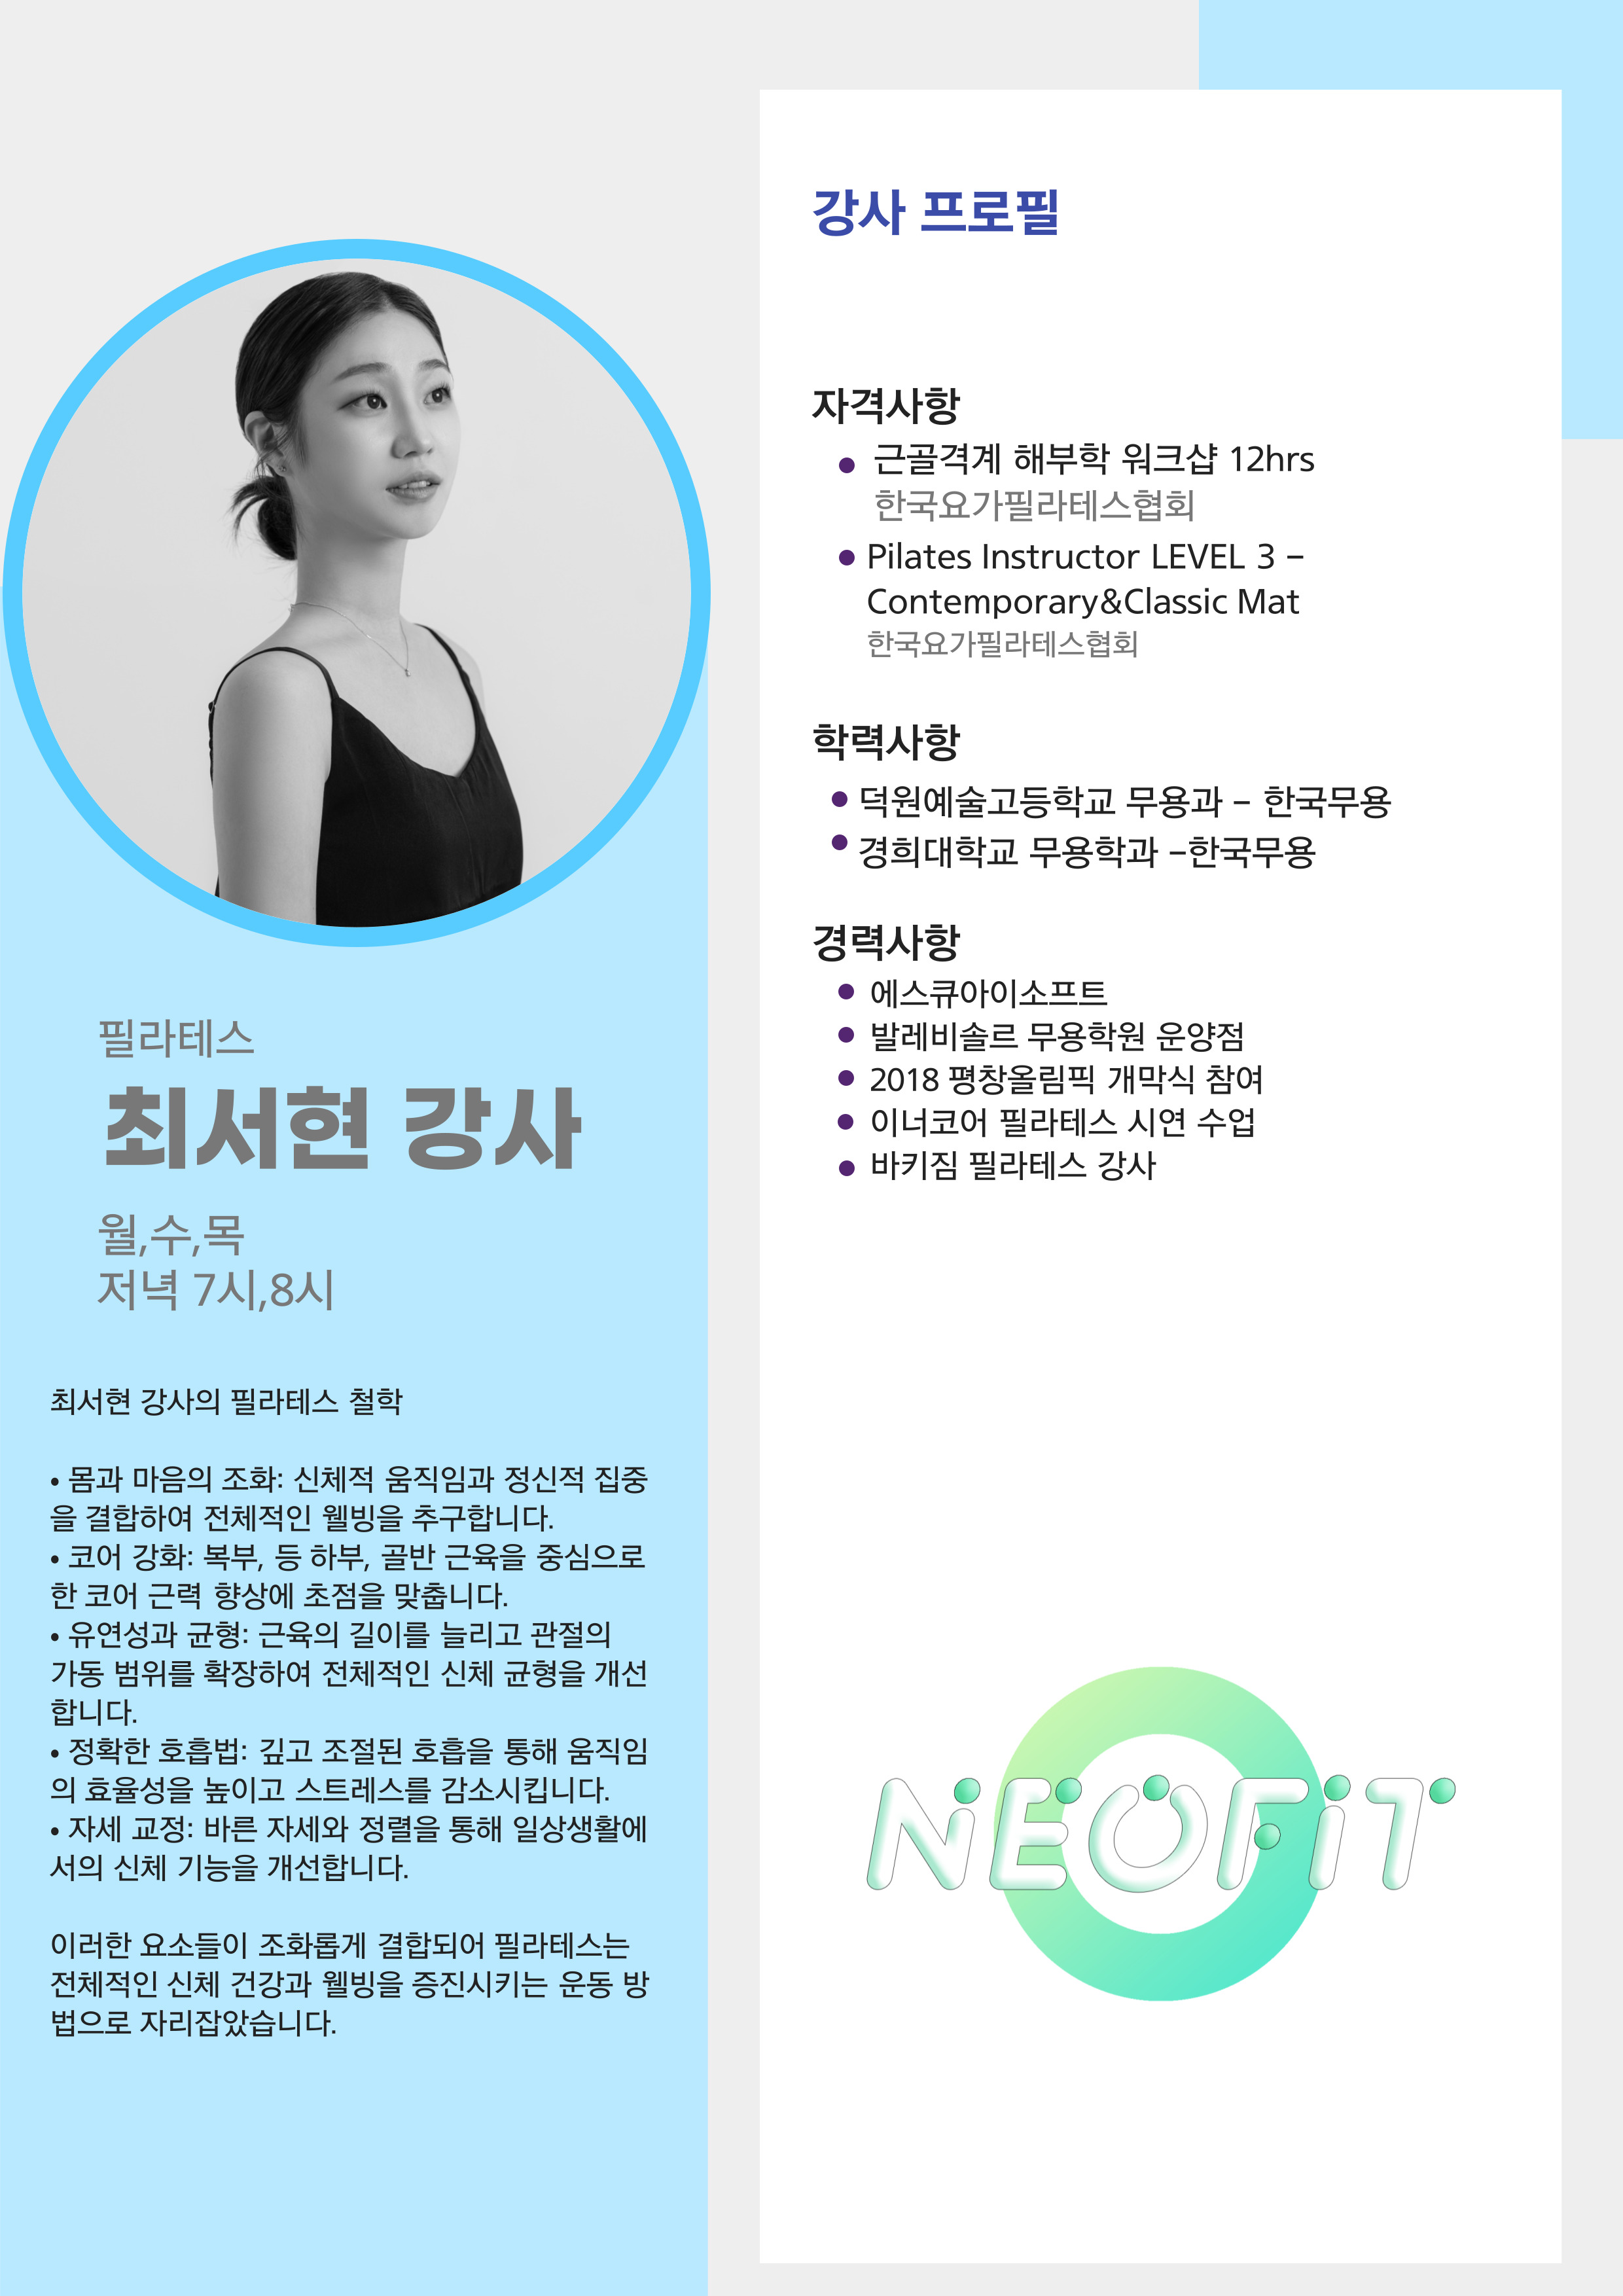 필라테스
최서현 강사
월,수,목
저녁 7시,8시
최서현 강사의 필라테스 철학
• 몸과 마음의 조화: 신체적 움직임과 정신적 집중
을 결합하여 전체적인 웰빙을 추구합니다.
• 코어 강화: 복부, 등 하부, 골반 근육을 중심으로
한 코어 근력 향상에 초점을 맞춥니다.
• 유연성과 균형: 근육의 길이를 늘리고 관절의
가동 범위를 확장하여 전체적인 신체 균형을 개선
합니다.
• 정확한 호흡법: 깊고 조절된 호흡을 통해 움직임
의 효율성을 높이고 스트레스를 감소시킵니다.
• 자세 교정: 바른 자세와 정렬을 통해 일상생활에
서의 신체 기능을 개선합니다.
이러한 요소들이 조화롭게 결합되어 필라테스는
전체적인 신체 건강과 웰빙을 증진시키는 운동 방
법으로 자리잡았습니다.
강사 프로필
자격사항
• 근골격계 해부학 워크샵 12hrs
한국요가필라테스협회
• Pilates Instructor LEVEL 3 -
Contemporary&Classic Mat
한국요가필라테스협회
학력사항
• 덕원예술고등학교 무용과 - 한국무용
• 경희대학교 무용학과 -한국무용
경력사항
• 에스큐아이소프트
• 발레비솔르 무용학원 운양점
• 2018 평창올림픽 개막식 참여
• 이너코어 필라테스 시연 수업
• 바키짐 필라테스 강사
NEOFIT